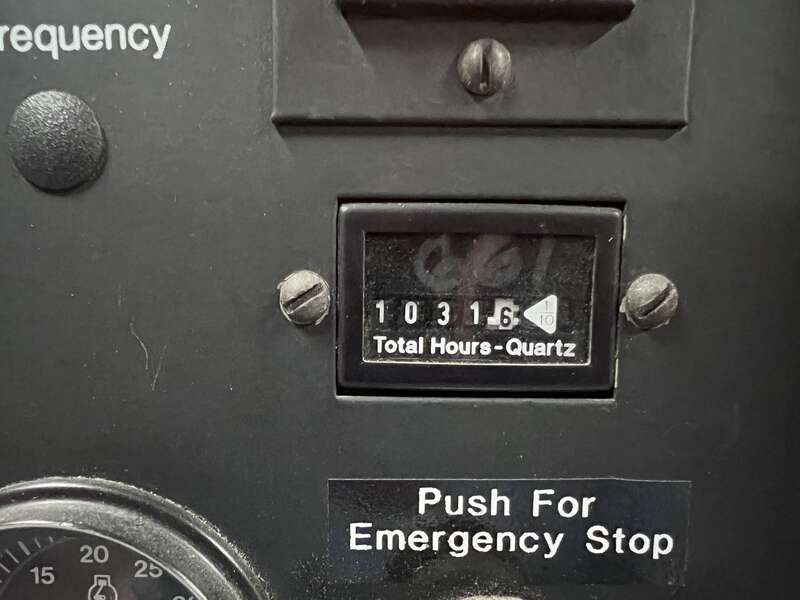 requency
1 0 3 1 6 1/10
Total Hours-Quartz
Push For
Emergency Stop
15 20 25